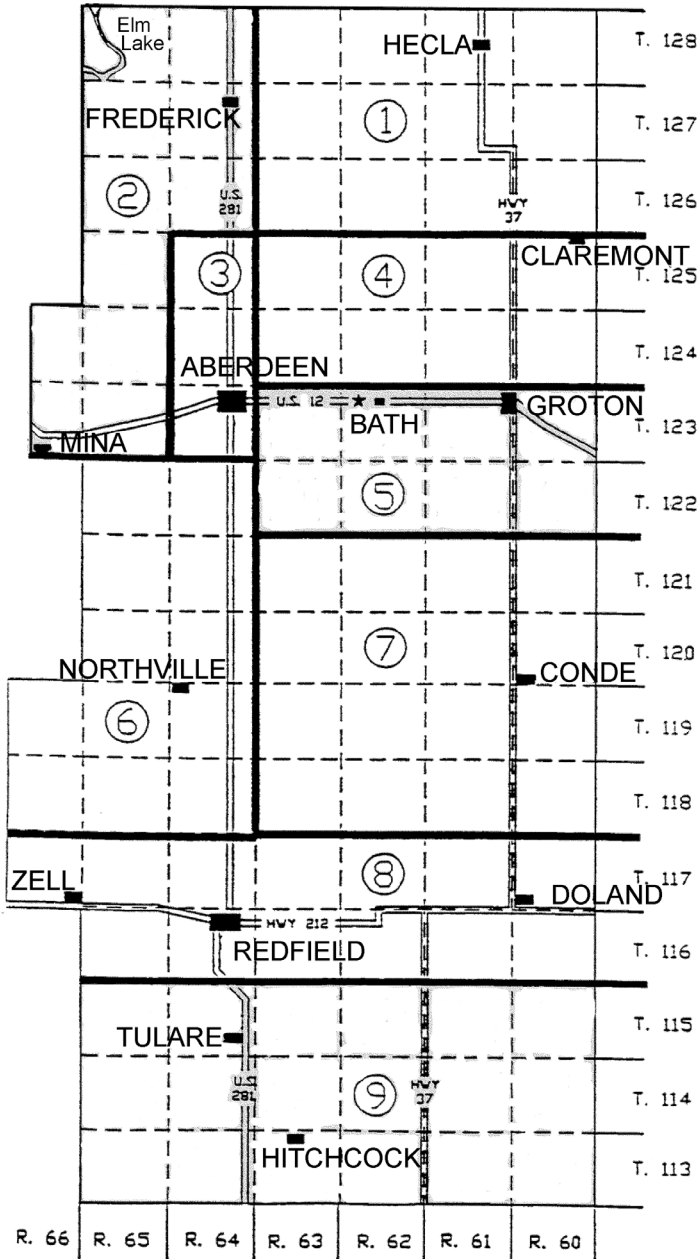 Elm
Lake
HECLA
T. 128
FREDERICK
1
T. 127
2
U.S.
281
HWY
37
T. 126
3
4
CLAREMONT
T. 125
ABERDEEN
T. 124
U.S. 12
BATH
GROTON
T. 123
MINA
5
T. 122
T. 121
7
T. 120
NORTHVILLE
CONDE
6
T. 119
T. 118
8
ZELL
T. 117
DOLAND
HWY 212
REDFIELD
T. 116
TULARE
T. 115
U.S.
281
9
HWY
37
T. 114
HITCHCOCK
T. 113
R. 66 R. 65 R. 64 R. 63 R. 62 R. 61 R. 60